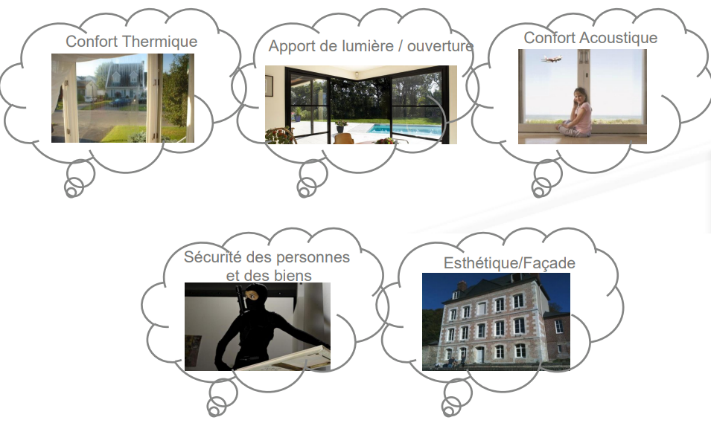 Confort Thermique
Apport de lumière / ouverture
Confort Acoustique
Sécurité des personnes
et des biens
Esthétique/Façade